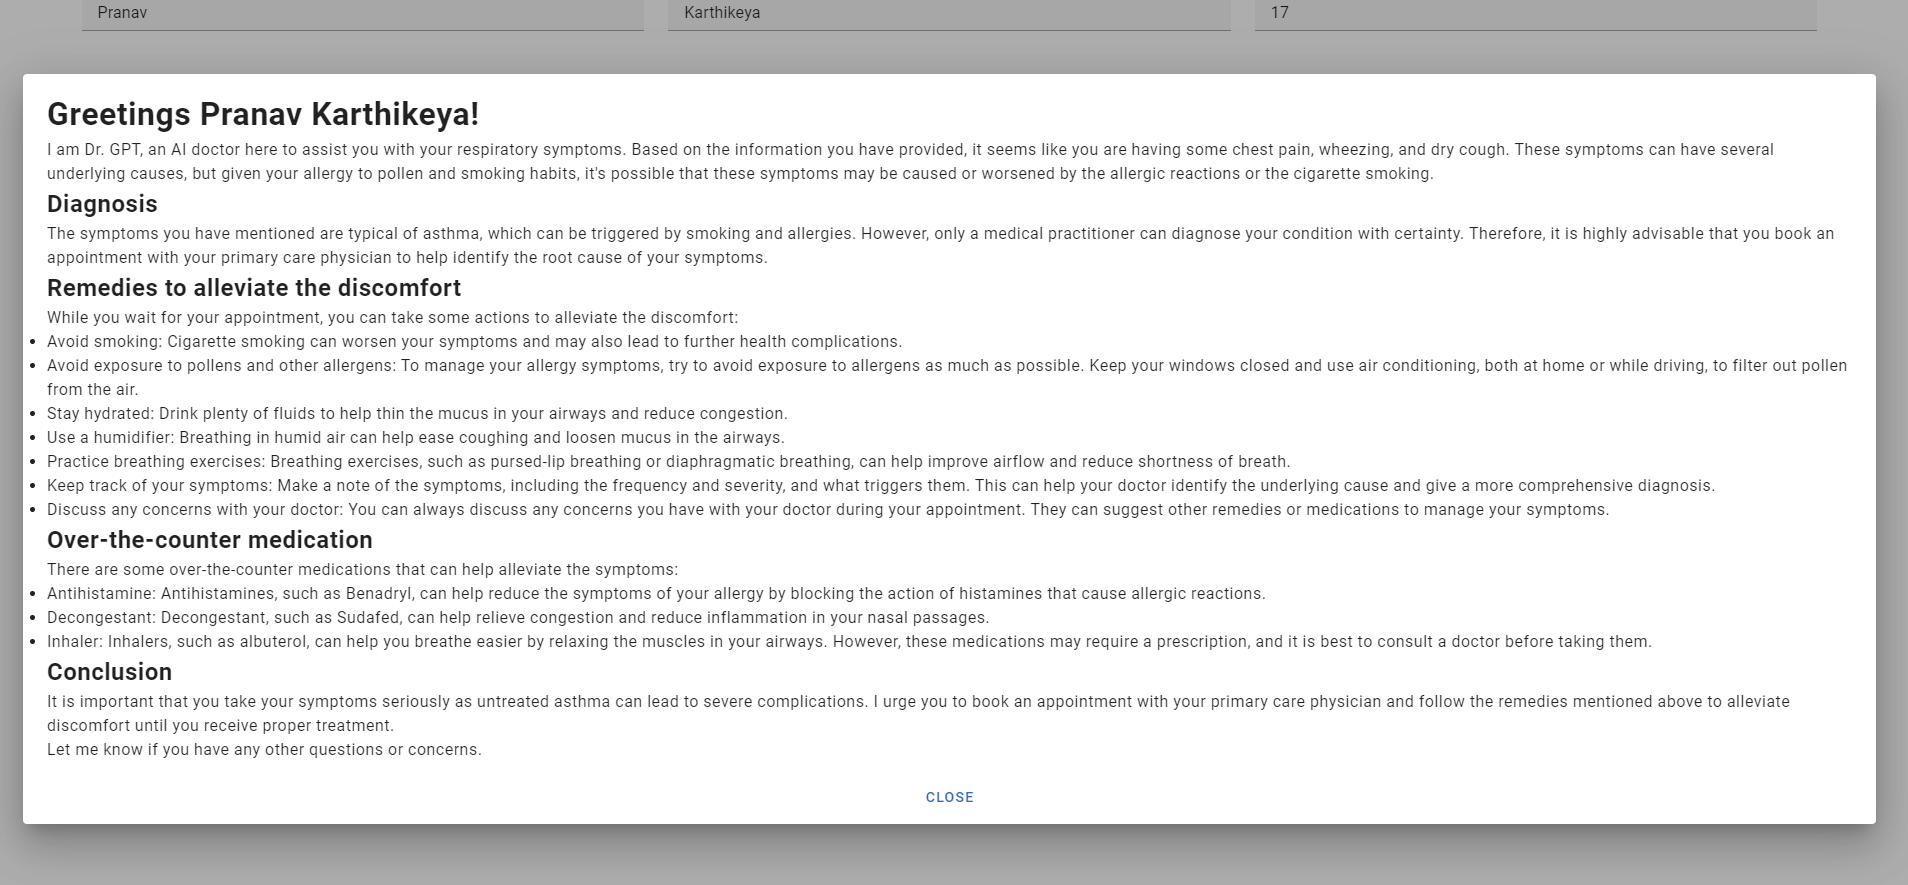 Pranav
Karthikeya
17
Greetings Pranav Karthikeya!
I am Dr. GPT, an AI doctor here to assist you with your respiratory symptoms. Based on the information you have provided, it seems like you are having some chest pain, wheezing, and dry cough. These symptoms can have several
underlying causes, but given your allergy to pollen and smoking habits, it's possible that these symptoms may be caused or worsened by the allergic reactions or the cigarette smoking.
Diagnosis
The symptoms you have mentioned are typical of asthma, which can be triggered by smoking and allergies. However, only a medical practitioner can diagnose your condition with certainty. Therefore, it is highly advisable that you book an
appointment with your primary care physician to help identify the root cause of your symptoms.
Remedies to alleviate the discomfort
While you wait for your appointment, you can take some actions to alleviate the discomfort:
• Avoid smoking: Cigarette smoking can worsen your symptoms and may also lead to further health complications.
• Avoid exposure to pollens and other allergens: To manage your allergy symptoms, try to avoid exposure to allergens as much as possible. Keep your windows closed and use air conditioning, both at home or while driving, to filter out pollen
from the air.
• Stay hydrated: Drink plenty of fluids to help thin the mucus in your airways and reduce congestion.
• Use a humidifier: Breathing in humid air can help ease coughing and loosen mucus in the airways.
• Practice breathing exercises: Breathing exercises, such as pursed-lip breathing or diaphragmatic breathing, can help improve airflow and reduce shortness of breath.
• Keep track of your symptoms: Make a note of the symptoms, including the frequency and severity, and what triggers them. This can help your doctor identify the underlying cause and give a more comprehensive diagnosis.
• Discuss any concerns with your doctor: You can always discuss any concerns you have with your doctor during your appointment. They can suggest other remedies or medications to manage your symptoms.
Over-the-counter medication
There are some over-the-counter medications that can help alleviate the symptoms:
• Antihistamine: Antihistamines, such as Benadryl, can help reduce the symptoms of your allergy by blocking the action of histamines that cause allergic reactions.
• Decongestant: Decongestant, such as Sudafed, can help relieve congestion and reduce inflammation in your nasal passages.
• Inhaler: Inhalers, such as albuterol, can help you breathe easier by relaxing the muscles in your airways. However, these medications may require a prescription, and it is best to consult a doctor before taking them.
Conclusion
It is important that you take your symptoms seriously as untreated asthma can lead to severe complications. I urge you to book an appointment with your primary care physician and follow the remedies mentioned above to alleviate
discomfort until you receive proper treatment.
Let me know if you have any other questions or concerns.
CLOSE